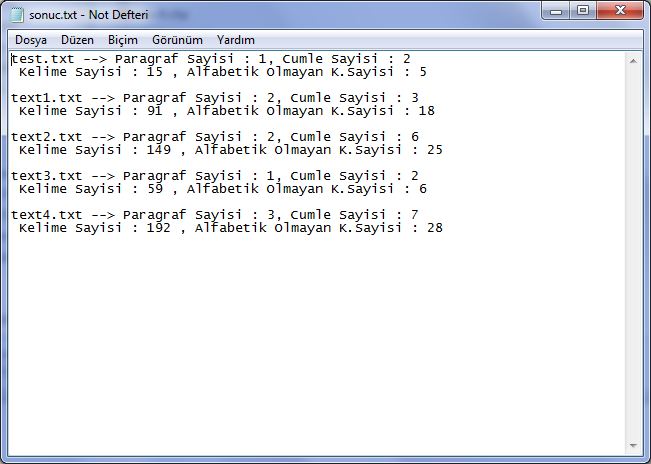 sonuc.txt - Not Defteri
Dosya Düzen Biçim Görünüm Yardım
test.txt --> Paragraf Sayisi : 1, Cumle Sayisi : 2
Kelime Sayisi : 15 , Alfabetik Olmayan K.Sayisi : 5
text1.txt --> Paragraf Sayisi : 2, Cumle Sayisi : 3
Kelime Sayisi : 91 , Alfabetik Olmayan K.Sayisi : 18
text2.txt --> Paragraf Sayisi : 2, Cumle Sayisi : 6
Kelime Sayisi : 149 , Alfabetik Olmayan K.Sayisi : 25
text3.txt --> Paragraf Sayisi : 1, Cumle Sayisi : 2
Kelime Sayisi : 59 , Alfabetik Olmayan K.Sayisi : 6
text4.txt --> Paragraf Sayisi : 3, Cumle Sayisi : 7
Kelime Sayisi : 192 , Alfabetik Olmayan K.Sayisi : 28